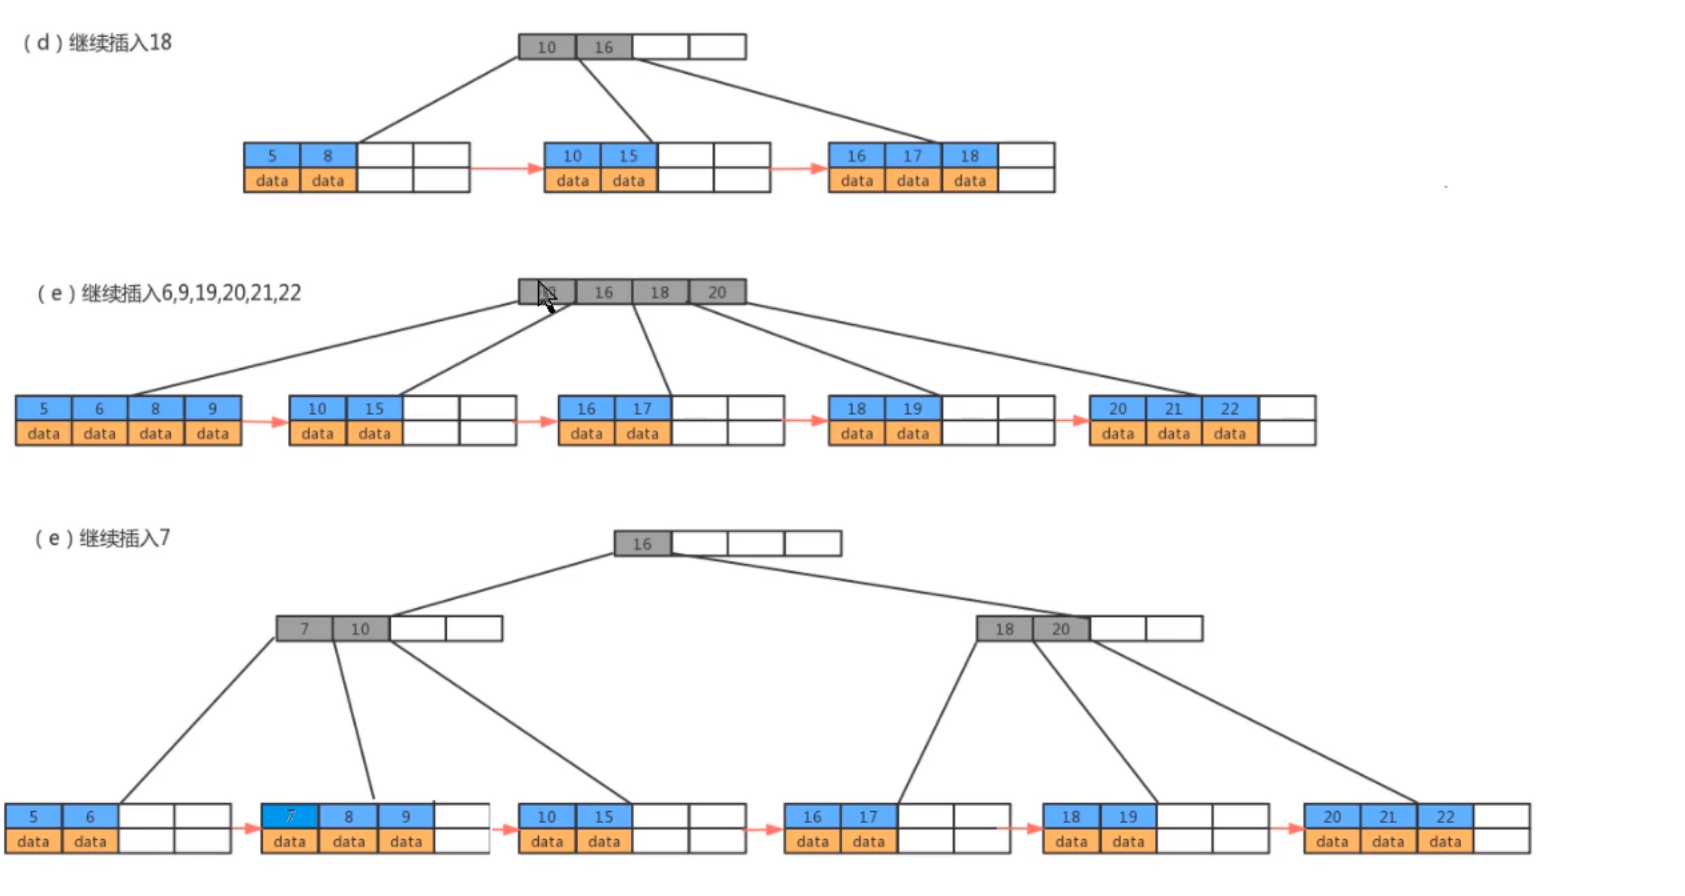 （d）继续插入18
10 16
5 8 10 15 16 17 18
data data data data data data data
（e）继续插入6,9,19,20,21,22
16 18 20
5 6 8 9 10 15 16 17 18 19 20 21 22
data data data data data data data data data data data data data
（e）继续插入7
16
7 10 18 20
5 6 7 8 9 10 15 16 17 18 19 20 21 22
data data data data data data data data data data data data data data